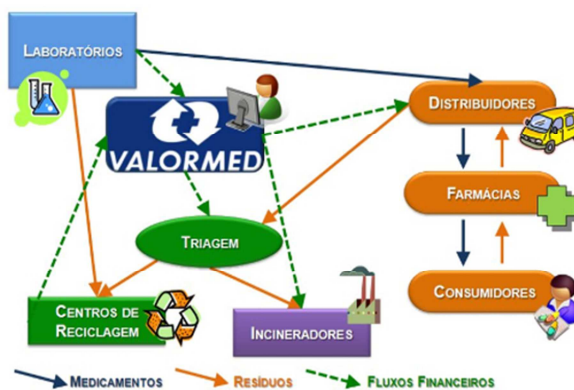 LABORATÓRIOS
VALORMED
DISTRIBUIDORES
FARMÁCIAS
TRIAGEM
CONSUMIDORES
CENTROS DE
RECICLAGEM
INCINERADORES
MEDICAMENTOS
RESÍDUOS
FLUXOS FINANCEIROS